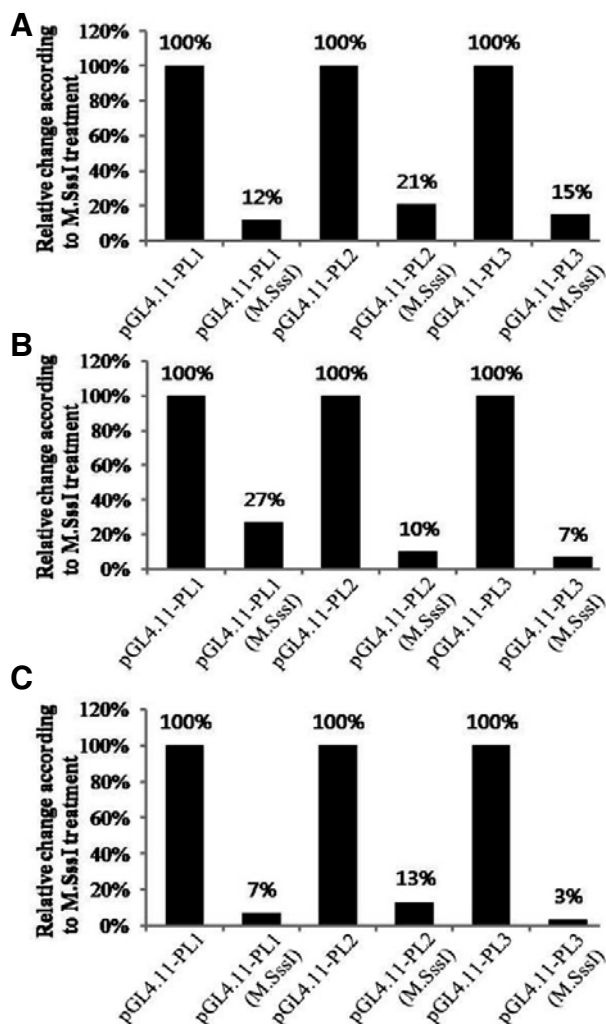 A
Relative change according
to M.SssI treatment
120%
100%
80%
60%
40%
20%
0%
100%
12%
100%
21%
100%
15%
pGL4.11-PL1
pGL4.11-PL1
(M.SssI)
pGL4.11-PL2
pGL4.11-PL2
(M.SssI)
pGL4.11-PL3
pGL4.11-PL3
(M.SssI)
B
Relative change according
to M.SssI treatment
120%
100%
80%
60%
40%
20%
0%
100%
27%
100%
10%
100%
7%
pGL4.11-PL1
pGL4.11-PL1
(M.SssI)
pGL4.11-PL2
pGL4.11-PL2
(M.SssI)
pGL4.11-PL3
pGL4.11-PL3
(M.SssI)
C
Relative change according
to M.SssI treatment
120%
100%
80%
60%
40%
20%
0%
100%
7%
100%
13%
100%
3%
pGL4.11-PL1
pGL4.11-PL1
(M.SssI)
pGL4.11-PL2
pGL4.11-PL2
(M.SssI)
pGL4.11-PL3
pGL4.11-PL3
(M.SssI)